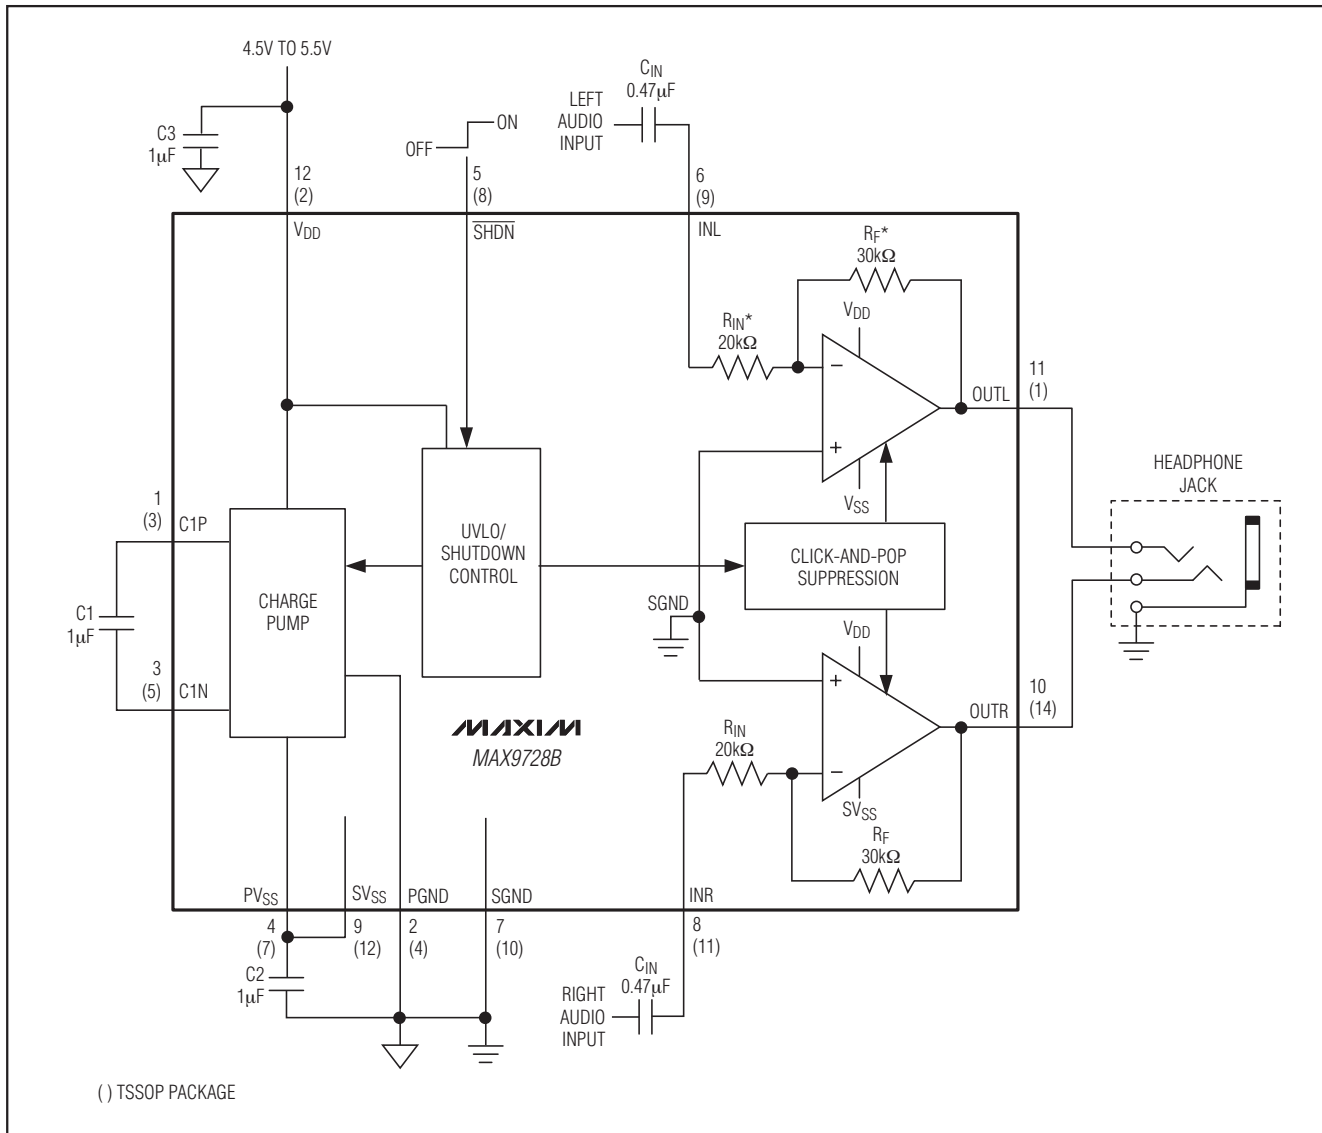 4.5V TO 5.5V
C3
1µF
12
(2)
VDD
OFF
ON
5
(8)
SHDN
LEFT
AUDIO
INPUT
CIN
0.47µF
6
(9)
INL
RF*
30kΩ
RIN*
20kΩ
VDD
−
+
VSS
OUTL
11
(1)
HEADPHONE
JACK
1
(3)
C1P
C1
1µF
3
(5)
C1N
CHARGE
PUMP
UVLO/
SHUTDOWN
CONTROL
CLICK-AND-POP
SUPPRESSION
SGND
VDD
+
−
SVSS
OUTR
10
(14)
RIN
20kΩ
RF
30kΩ
MAXIM
MAX9728B
PVSS
SVSS
PGND
SGND
INR
4
(7)
9
(12)
2
(4)
7
(10)
8
(11)
C2
1µF
RIGHT
AUDIO
INPUT
CIN
0.47µF
( ) TSSOP PACKAGE